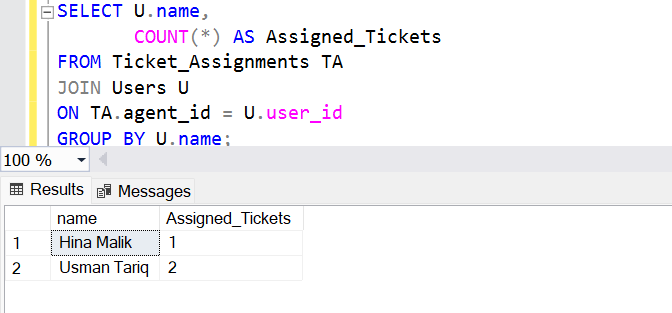 SELECT U.name,
COUNT(*) AS Assigned_Tickets
FROM Ticket_Assignments TA
JOIN Users U
ON TA.agent_id = U.user_id
GROUP BY U.name;
100 %
Results Messages
name Assigned_Tickets
1 Hina Malik 1
2 Usman Tariq 2